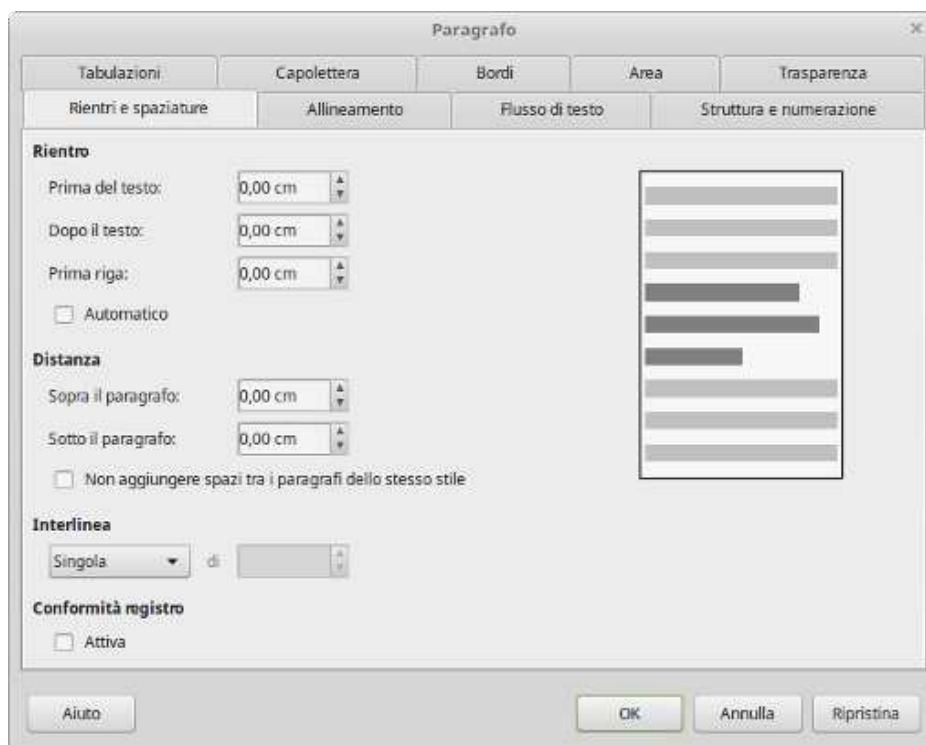 Paragrafo
Tabulazioni Capolettera Bordi Area Trasparenza
Rientri e spaziature Allineamento Flusso di testo Struttura e numerazione
Rientro
Prima del testo: 0,00 cm
Dopo il testo: 0,00 cm
Prima riga: 0,00 cm
Automatico
Distanza
Sopra il paragrafo: 0,00 cm
Sotto il paragrafo: 0,00 cm
Non aggiungere spazi tra i paragrafi dello stesso stile
Interlinea
Singola di
Conformità registro
Attiva
Aiuto OK Annulla Ripristina